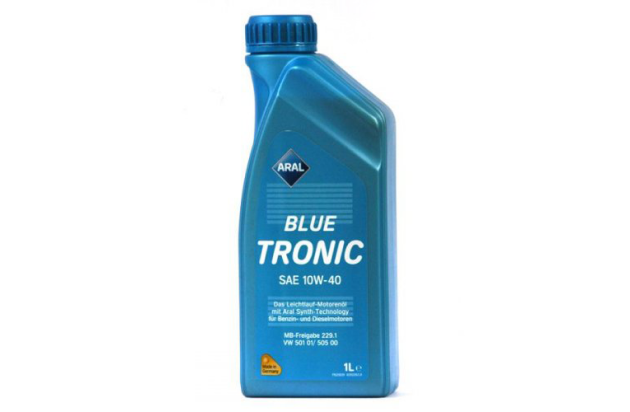 ARAL
BLUE
TRONIC
SAE 10W-40
Das Leichtlauf-Motorenöl
mit Aral Synth-Technology
für Benzin- und Dieselmotoren
MB-Freigabe 229.1
VW 501 01/ 505 00
Made in
Germany
1L e